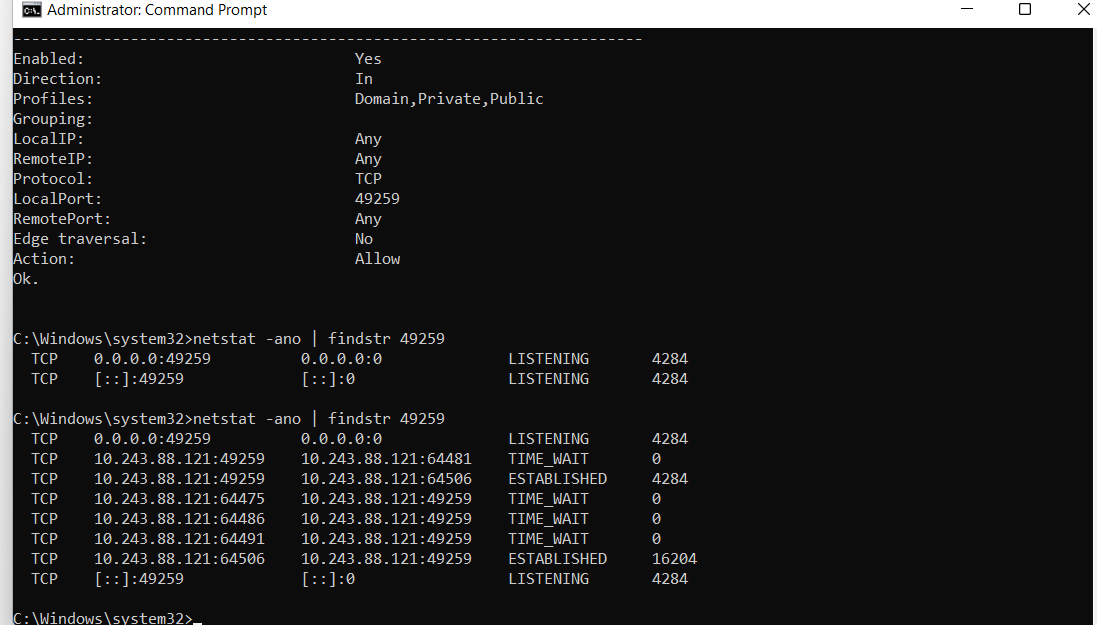 Administrator: Command Prompt
----------------------------------------------------------------------
Enabled: Yes
Direction: In
Profiles: Domain,Private,Public
Grouping:
LocalIP: Any
RemoteIP: Any
Protocol: TCP
LocalPort: 49259
RemotePort: Any
Edge traversal: No
Action: Allow
Ok.
C:\Windows\system32>netstat -ano | findstr 49259
TCP 0.0.0.0:49259 0.0.0.0:0 LISTENING 4284
TCP [::]:49259 [::]:0 LISTENING 4284
C:\Windows\system32>netstat -ano | findstr 49259
TCP 0.0.0.0:49259 0.0.0.0:0 LISTENING 4284
TCP 10.243.88.121:49259 10.243.88.121:64481 TIME_WAIT 0
TCP 10.243.88.121:49259 10.243.88.121:64506 ESTABLISHED 4284
TCP 10.243.88.121:64475 10.243.88.121:49259 TIME_WAIT 0
TCP 10.243.88.121:64486 10.243.88.121:49259 TIME_WAIT 0
TCP 10.243.88.121:64491 10.243.88.121:49259 TIME_WAIT 0
TCP 10.243.88.121:64506 10.243.88.121:49259 ESTABLISHED 16204
TCP [::]:49259 [::]:0 LISTENING 4284
C:\Windows\system32>